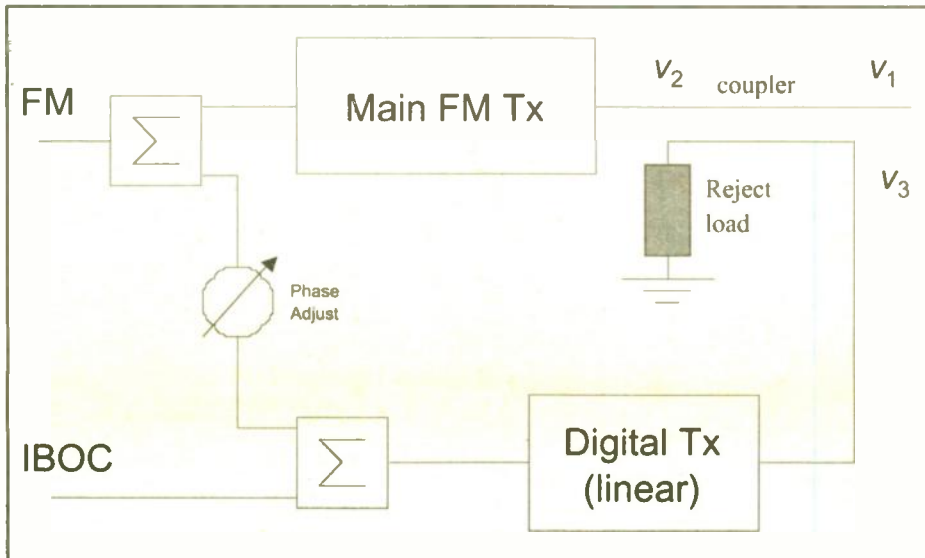 FM
Σ
Main FM Tx
v2 coupler v1
Reject
load
v3
Phase
Adjust
IBOC
Σ
Digital Tx
(linear)